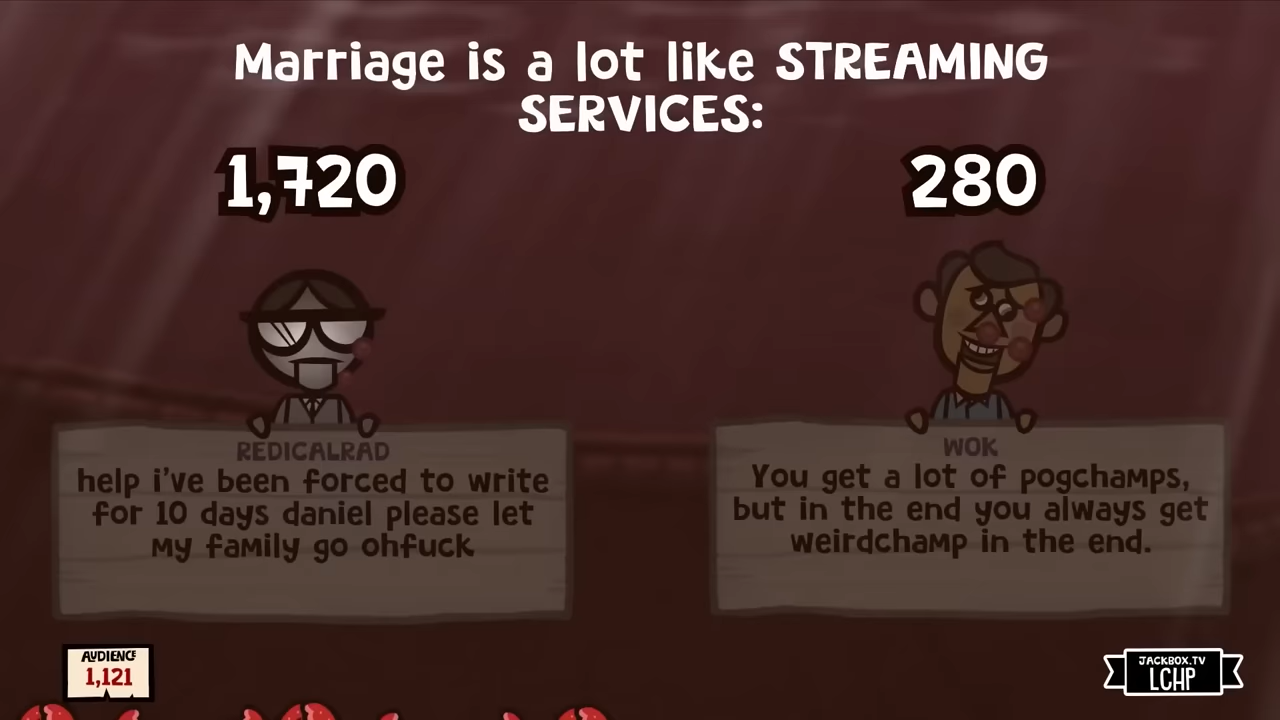 Marriage is a lot like STREAMING
SERVICES:
1,720
280
REDICALRAD
help i've been forced to write
for 10 days daniel please let
my family go ohfuck
WOK
You get a lot of pogchamps,
but in the end you always get
weirdchamp in the end.
AUDIENCE
1,121
JACKBOX.TV
LCHP